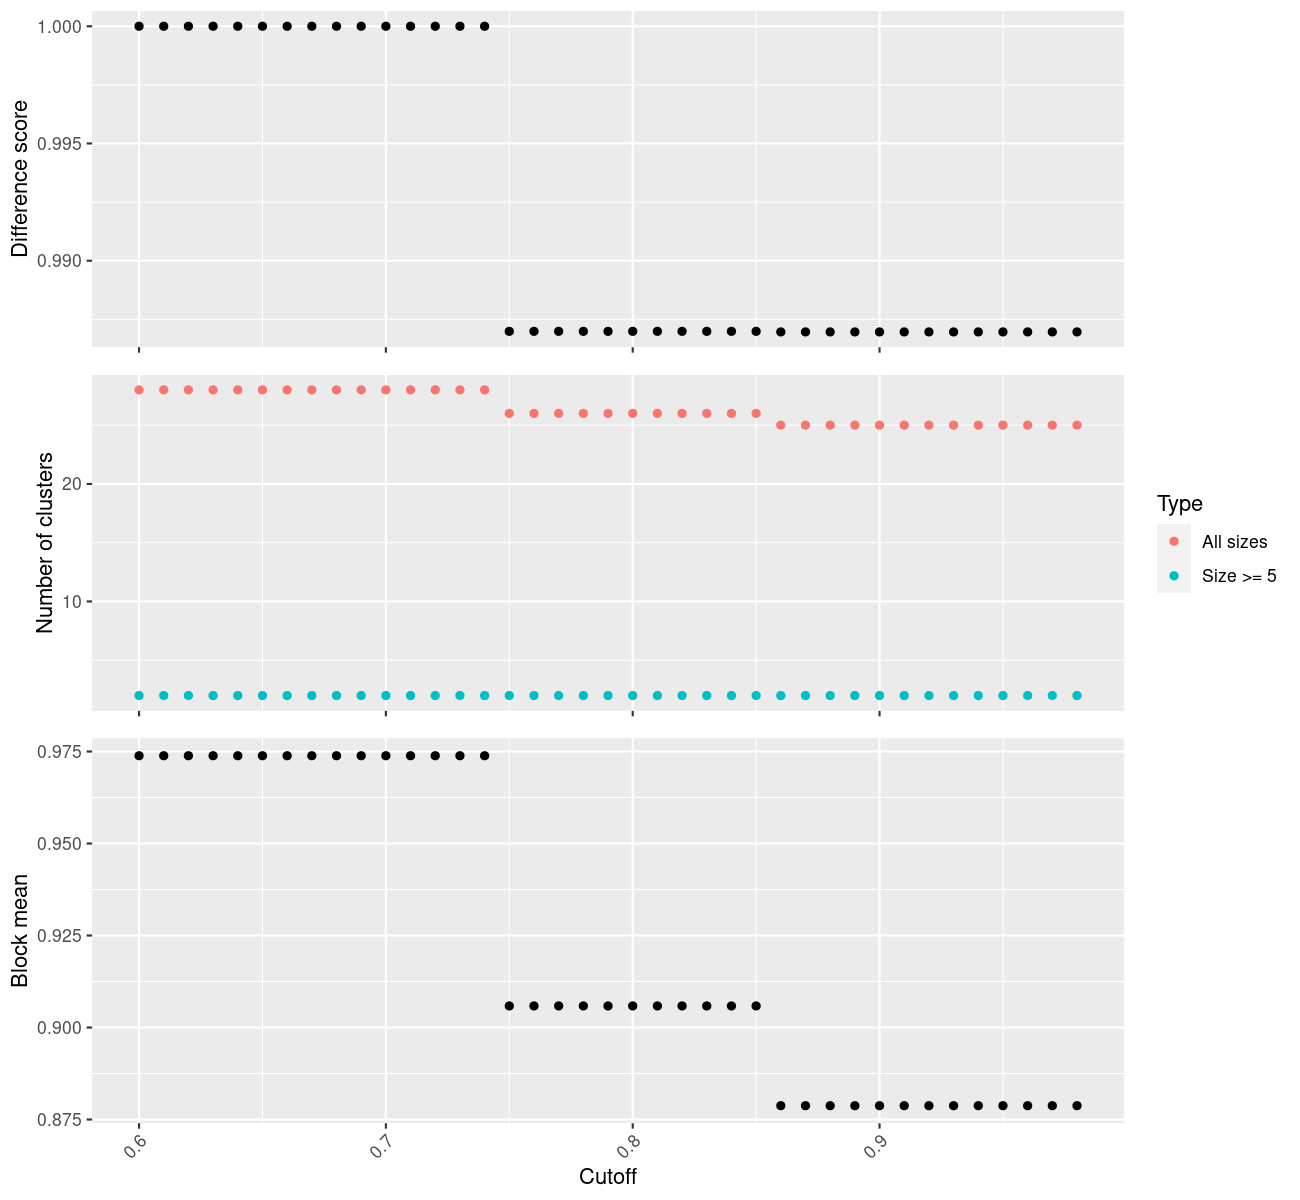 1.000
0.995
0.990
Difference score
20
10
Number of clusters
Type
All sizes
Size >= 5
0.975
0.950
0.925
0.900
0.875
Block mean
0.6
0.7
0.8
0.9
Cutoff